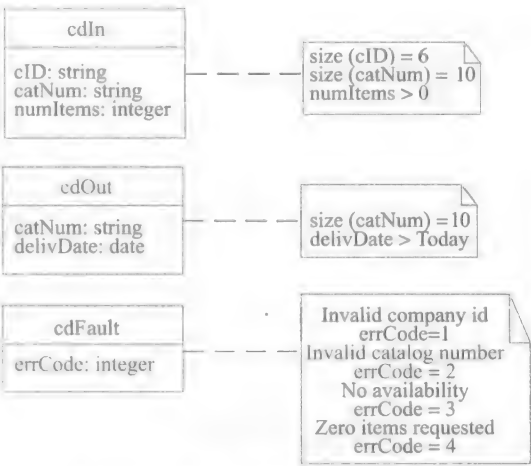 cdIn
cID: string
catNum: string
numItems: integer
size (cID) = 6
size (catNum) = 10
numItems > 0
cdOut
catNum: string
delivDate: date
size (catNum) = 10
delivDate > Today
cdFault
errCode: integer
Invalid company id
errCode=1
Invalid catalog number
errCode = 2
No availability
errCode = 3
Zero items requested
errCode = 4